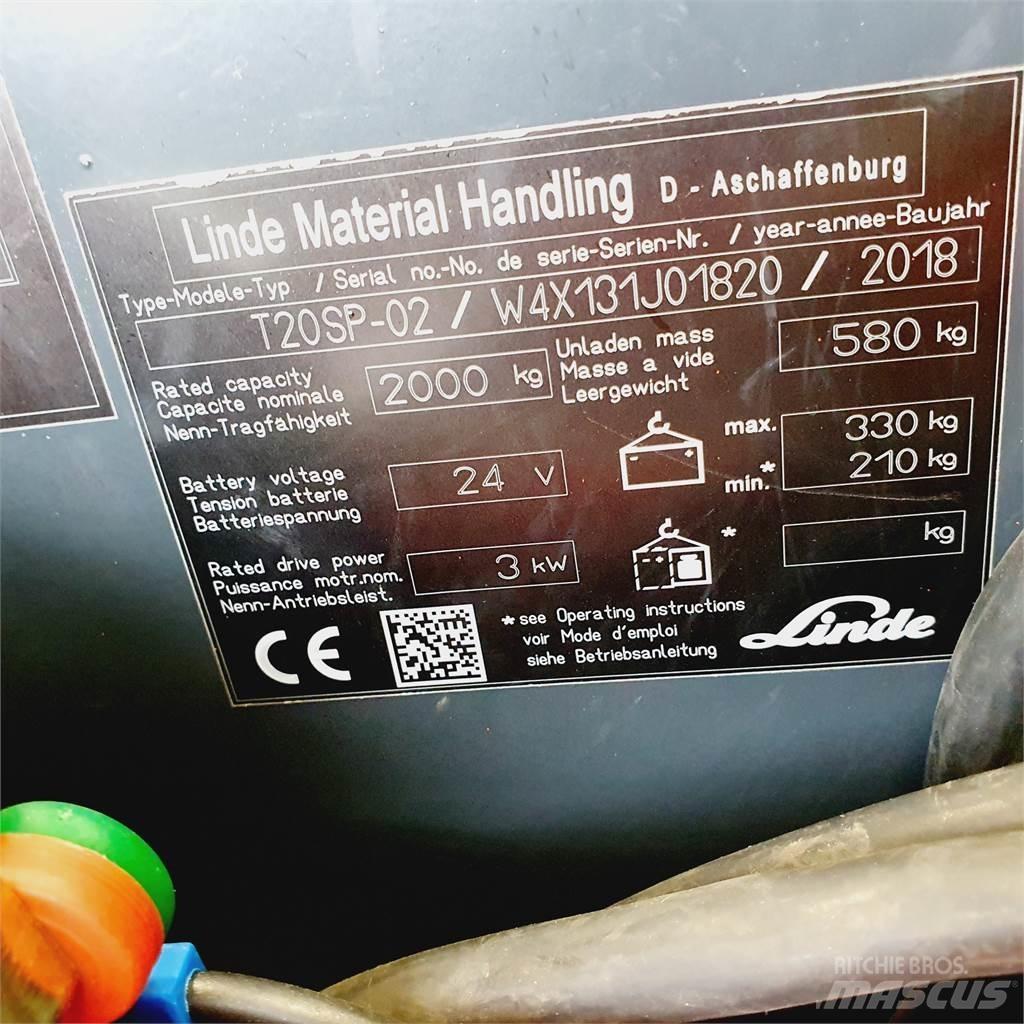 Linde Material Handling D - Aschaffenburg
Type-Modele-Typ / Serial no.-No. de serie-Serien-Nr. / year-annee-Baujahr
T20SP-02 / W4X131J01820 / 2018
Rated capacity
Capacite nominale
Nenn-Tragfähigkeit
2000 kg
Unladen mass
Masse a vide
Leergewicht
580 kg
Battery voltage
Tension batterie
Batteriespannung
24 V
max. 330 kg
min.* 210 kg
Rated drive power
Puissance motr.nom.
Nenn-Antriebsleist.
3 kW
* kg
CE
*see Operating instructions
voir Mode d'emploi
siehe Betriebsanleitung
Linde
RITCHIE BROS.
MASCUS